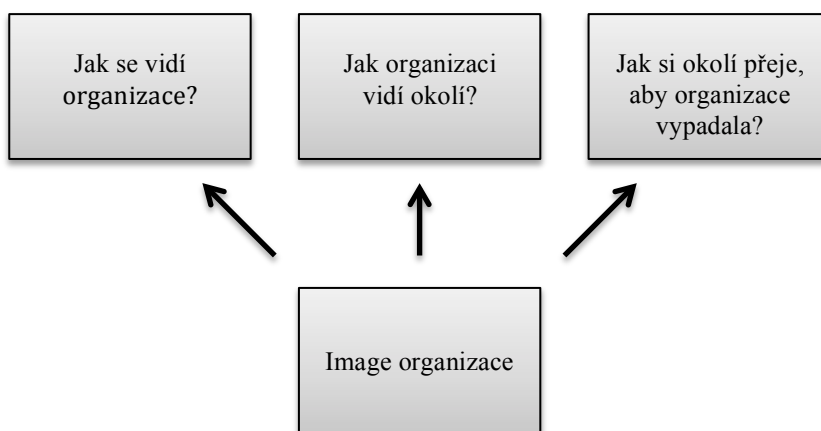 Jak se vidí
organizace?
Jak organizaci
vidí okolí?
Jak si okolí přeje,
aby organizace
vypadala?
Image organizace